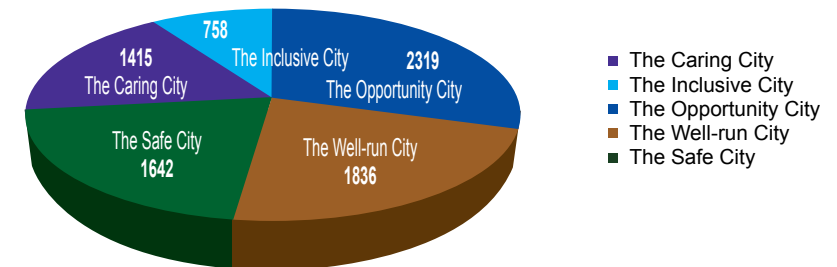 758
The Inclusive City
1415
The Caring City
2319
The Opportunity City
The Safe City
1642
The Well-run City
1836
The Caring City
The Inclusive City
The Opportunity City
The Well-run City
The Safe City